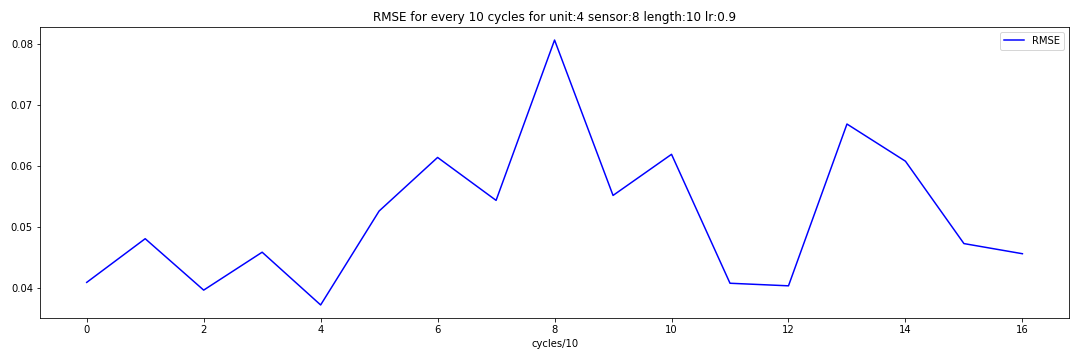 RMSE for every 10 cycles for unit:4 sensor:8 length:10 lr:0.9
RMSE
0.08
0.07
0.06
0.05
0.04
0 2 4 6 8 10 12 14 16
cycles/10